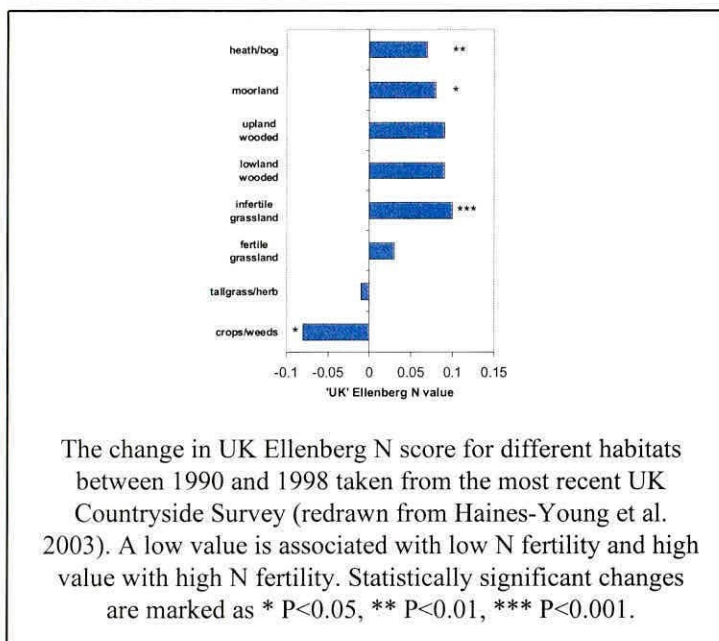 heath/bog
**
moorland
*
upland
wooded
lowland
wooded
infertile
grassland
***
fertile
grassland
tallgrass/herb
crops/weeds
*
-0.1 -0.05 0 0.05 0.1 0.15
'UK' Ellenberg N value
The change in UK Ellenberg N score for different habitats
between 1990 and 1998 taken from the most recent UK
Countryside Survey (redrawn from Haines-Young et al.
2003). A low value is associated with low N fertility and high
value with high N fertility. Statistically significant changes
are marked as * P<0.05, ** P<0.01, *** P<0.001.